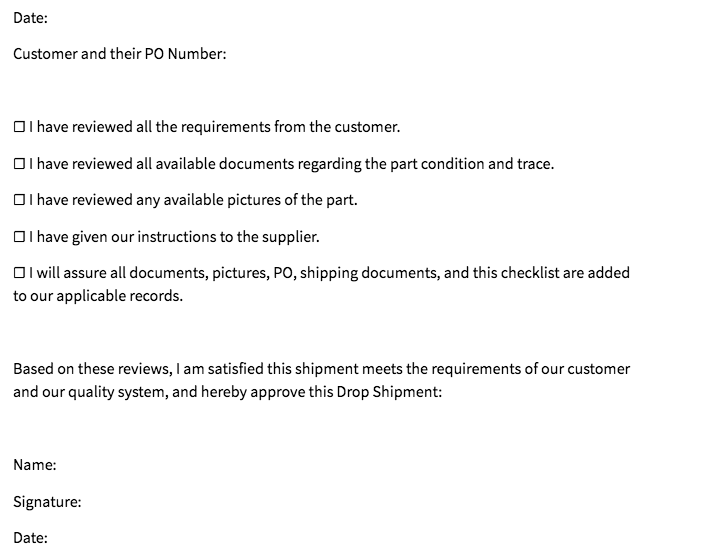 Date:
Customer and their PO Number:
☐ I have reviewed all the requirements from the customer.
☐ I have reviewed all available documents regarding the part condition and trace.
☐ I have reviewed any available pictures of the part.
☐ I have given our instructions to the supplier.
☐ I will assure all documents, pictures, PO, shipping documents, and this checklist are added
to our applicable records.
Based on these reviews, I am satisfied this shipment meets the requirements of our customer
and our quality system, and hereby approve this Drop Shipment:
Name:
Signature:
Date: